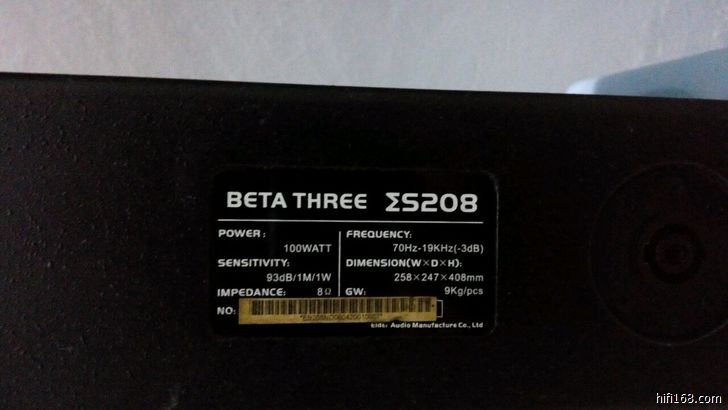 BETA THREE ΣS208
POWER: 100WATT
FREQUENCY: 70Hz-19KHz(-3dB)
SENSITIVITY: 93dB/1M/1W
DIMENSION(W×D×H): 258×247×408mm
IMPEDANCE: 8Ω
GW: 9Kg/pcs
NO:
Elder Audio Manufacture Co., Ltd
hifi168.com